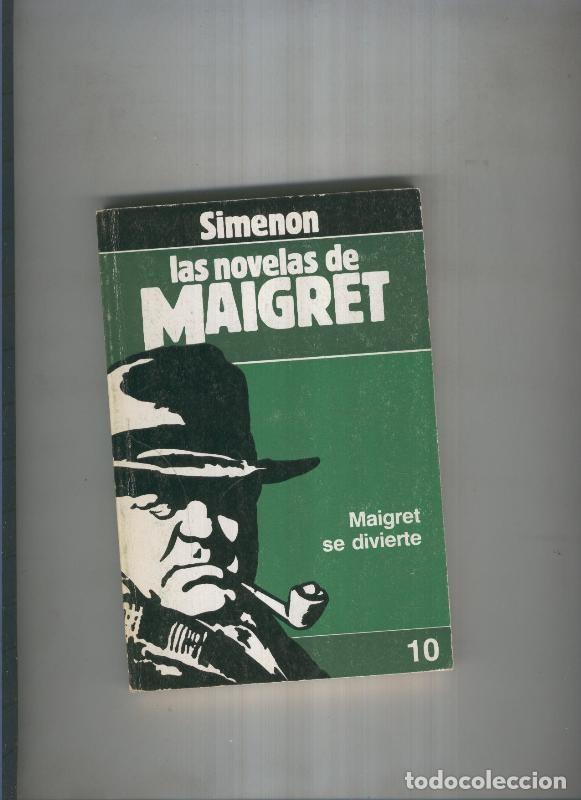 Simenon
las novelas de
MAIGRET
Maigret
se divierte
10
todocoleccion